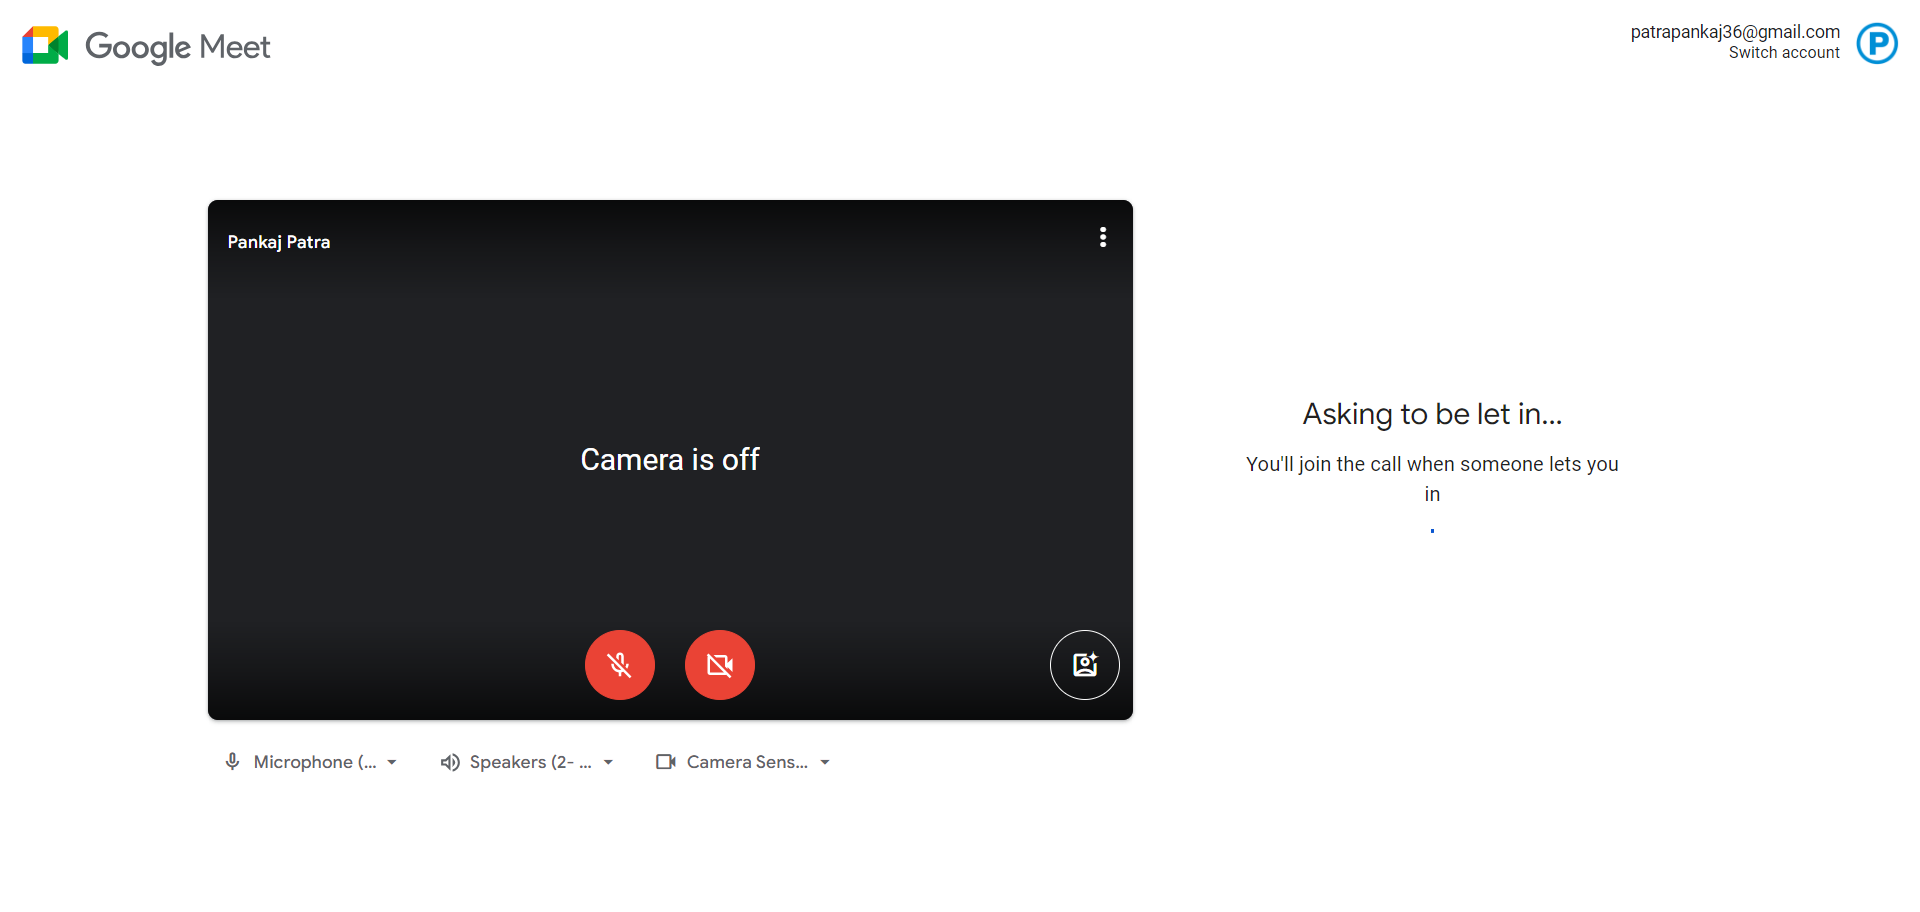 Google Meet
patrapankaj36@gmail.com
Switch account
P
Pankaj Patra
Camera is off
Asking to be let in...
You'll join the call when someone lets you
in
Microphone (...
Speakers (2- ...
Camera Sens...